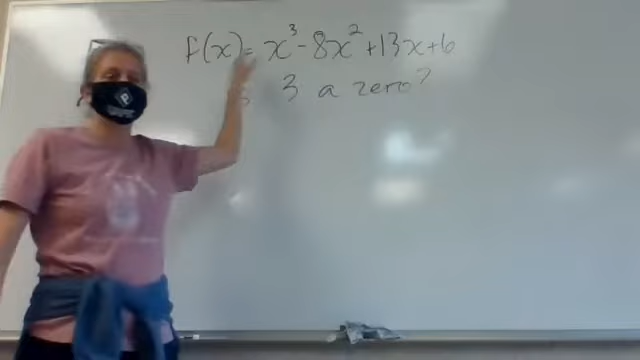 f(x) = x³ - 8x² + 13x + 6
3 a zero?